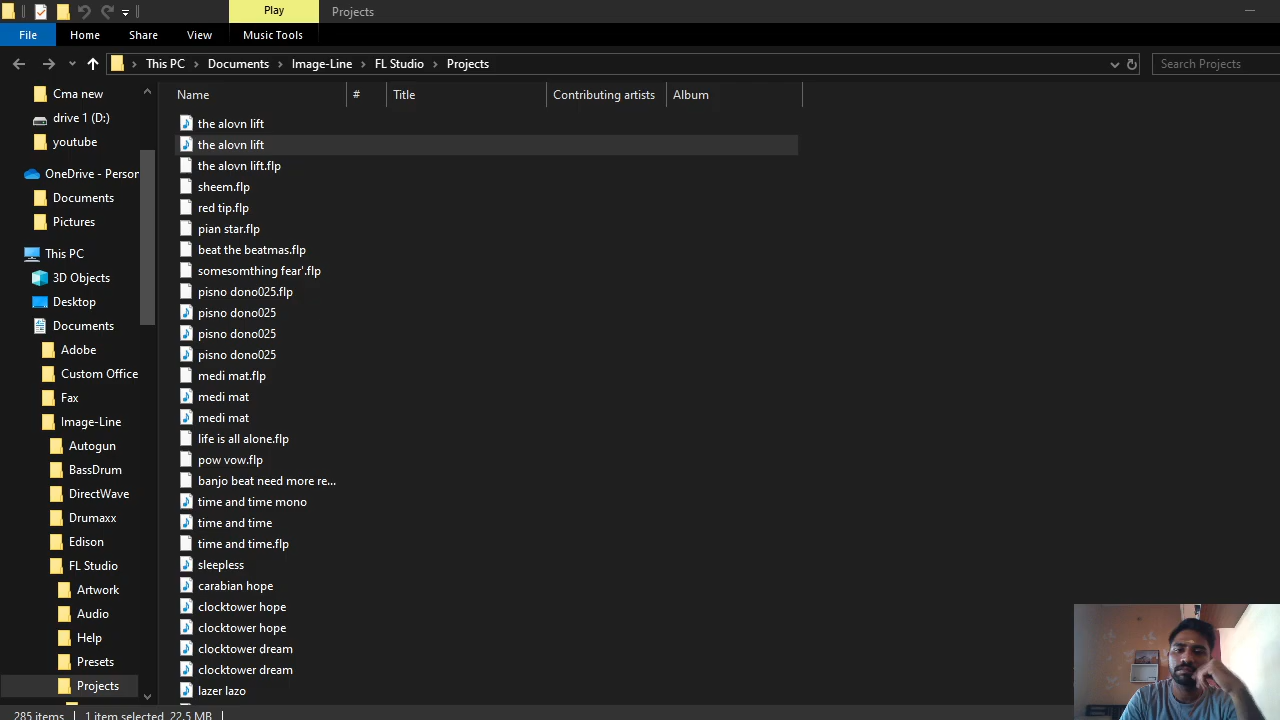 Play
Projects
File
Home
Share
View
Music Tools
This PC
Documents
Image-Line
FL Studio
Projects
Search Projects
Name
#
Title
Contributing artists
Album
Cma new
drive 1 (D:)
youtube
OneDrive - Person
Documents
Pictures
This PC
3D Objects
Desktop
Documents
Adobe
Custom Office
Fax
Image-Line
Autogun
BassDrum
DirectWave
Drumaxx
Edison
FL Studio
Artwork
Audio
Help
Presets
Projects
the alovn lift
the alovn lift
the alovn lift.flp
sheem.flp
red tip.flp
pian star.flp
beat the beatmas.flp
somesomthing fear'.flp
pisno dono025.flp
pisno dono025
pisno dono025
pisno dono025
medi mat.flp
medi mat
medi mat
life is all alone.flp
pow vow.flp
banjo beat need more re...
time and time mono
time and time
time and time.flp
sleepless
carabian hope
clocktower hope
clocktower hope
clocktower dream
clocktower dream
lazer lazo
285 items
1 item selected 22.5 MB